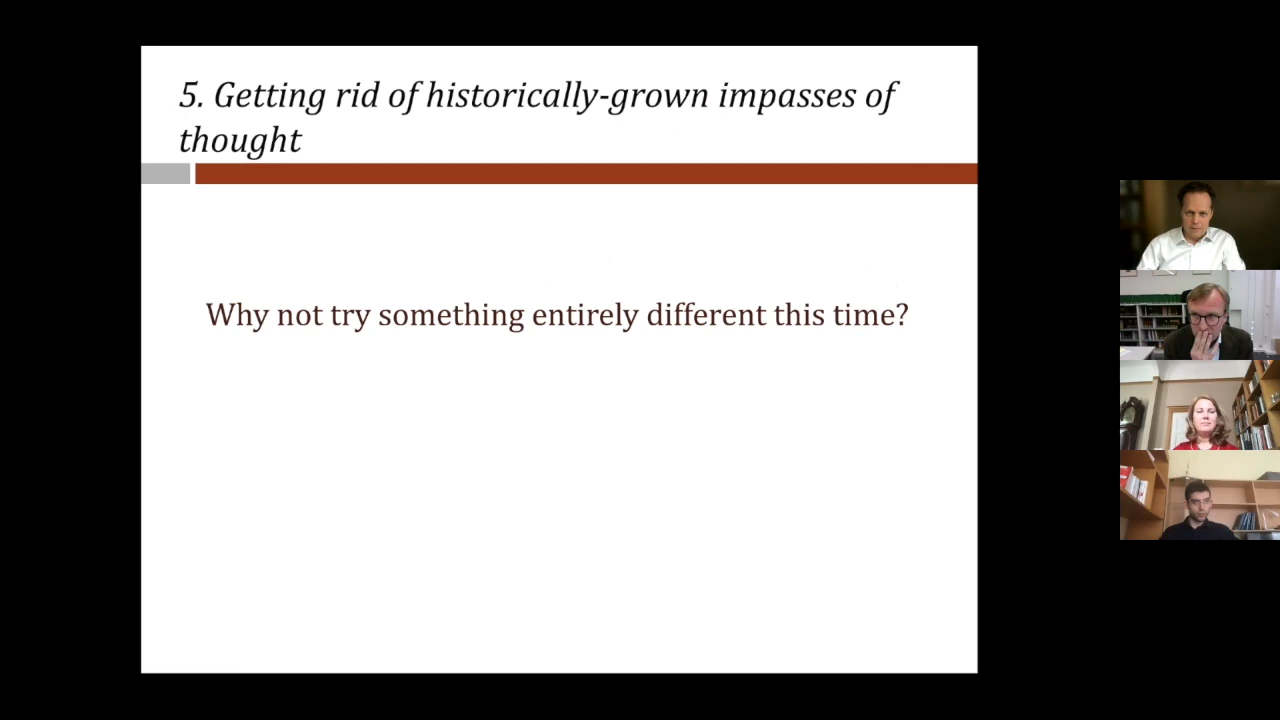 5. Getting rid of historically-grown impasses of
thought
Why not try something entirely different this time?